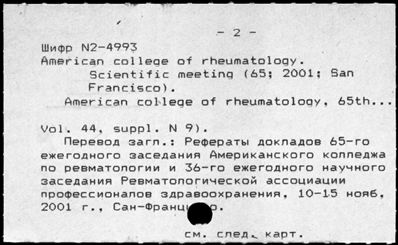 - 2 -
Шифр N2-4993
American college of rheumatology.
Scientific meeting (65; 2001; San
Francisco).
American college of rheumatology, 65th...
Vol. 44, suppl. N 9).
Перевод загл.: Рефераты докладов 65-го
ежегодного заседания Американского колледжа
по ревматологии и 36-го ежегодного научного
заседания Ревматологической ассоциации
профессионалов здравоохранения, 10-15 нояб,
2001 г.,
см. след. карт.